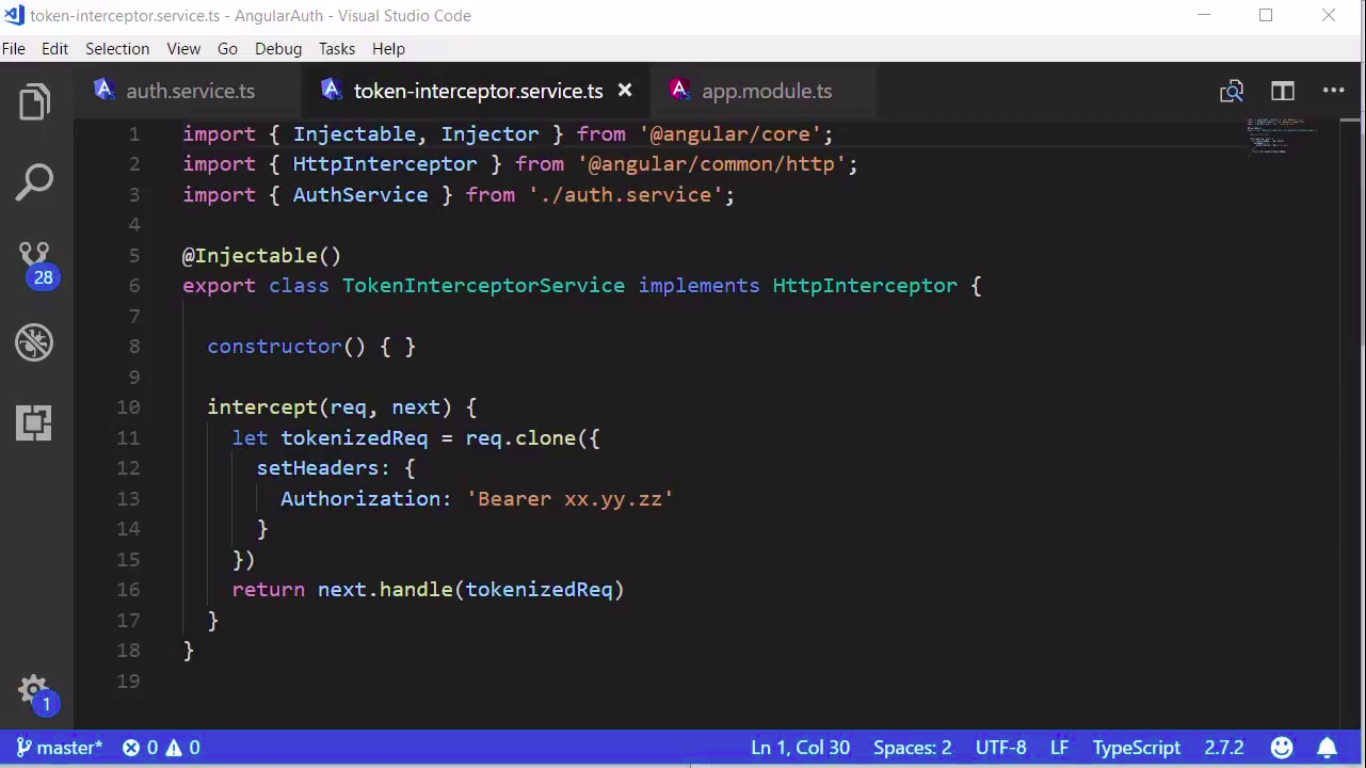 token-interceptor.service.ts - AngularAuth - Visual Studio Code
File Edit Selection View Go Debug Tasks Help
auth.service.ts token-interceptor.service.ts app.module.ts
1 import { Injectable, Injector } from '@angular/core';
2 import { HttpInterceptor } from '@angular/common/http';
3 import { AuthService } from './auth.service';
4
5 @Injectable()
6 export class TokenInterceptorService implements HttpInterceptor {
7
8 constructor() { }
9
10 intercept(req, next) {
11 let tokenizedReq = req.clone({
12 setHeaders: {
13 Authorization: 'Bearer xx.yy.zz'
14 }
15 })
16 return next.handle(tokenizedReq)
17 }
18 }
19
28
1
master* 0 0 Ln 1, Col 30 Spaces: 2 UTF-8 LF TypeScript 2.7.2